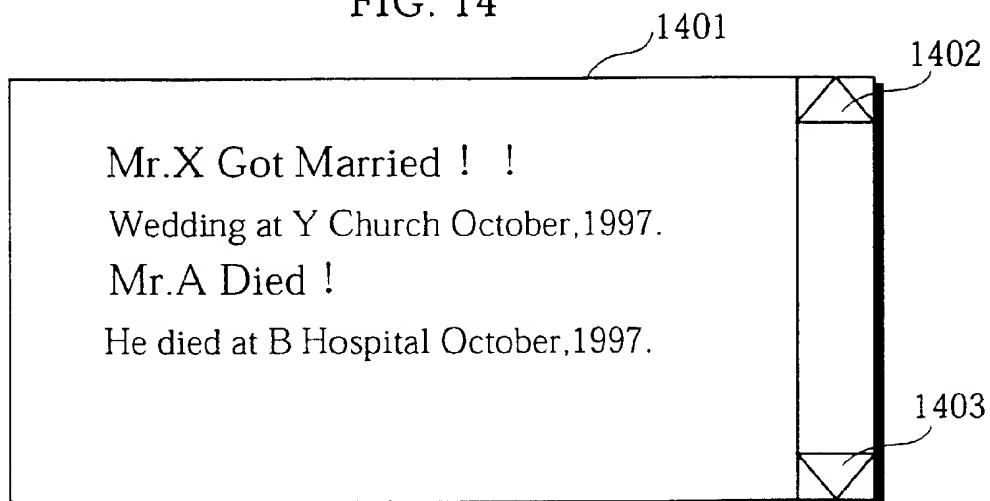 FIG. 14
1401
1402
Mr.X Got Married ! !
Wedding at Y Church October,1997.
Mr.A Died !
He died at B Hospital October,1997.
1403